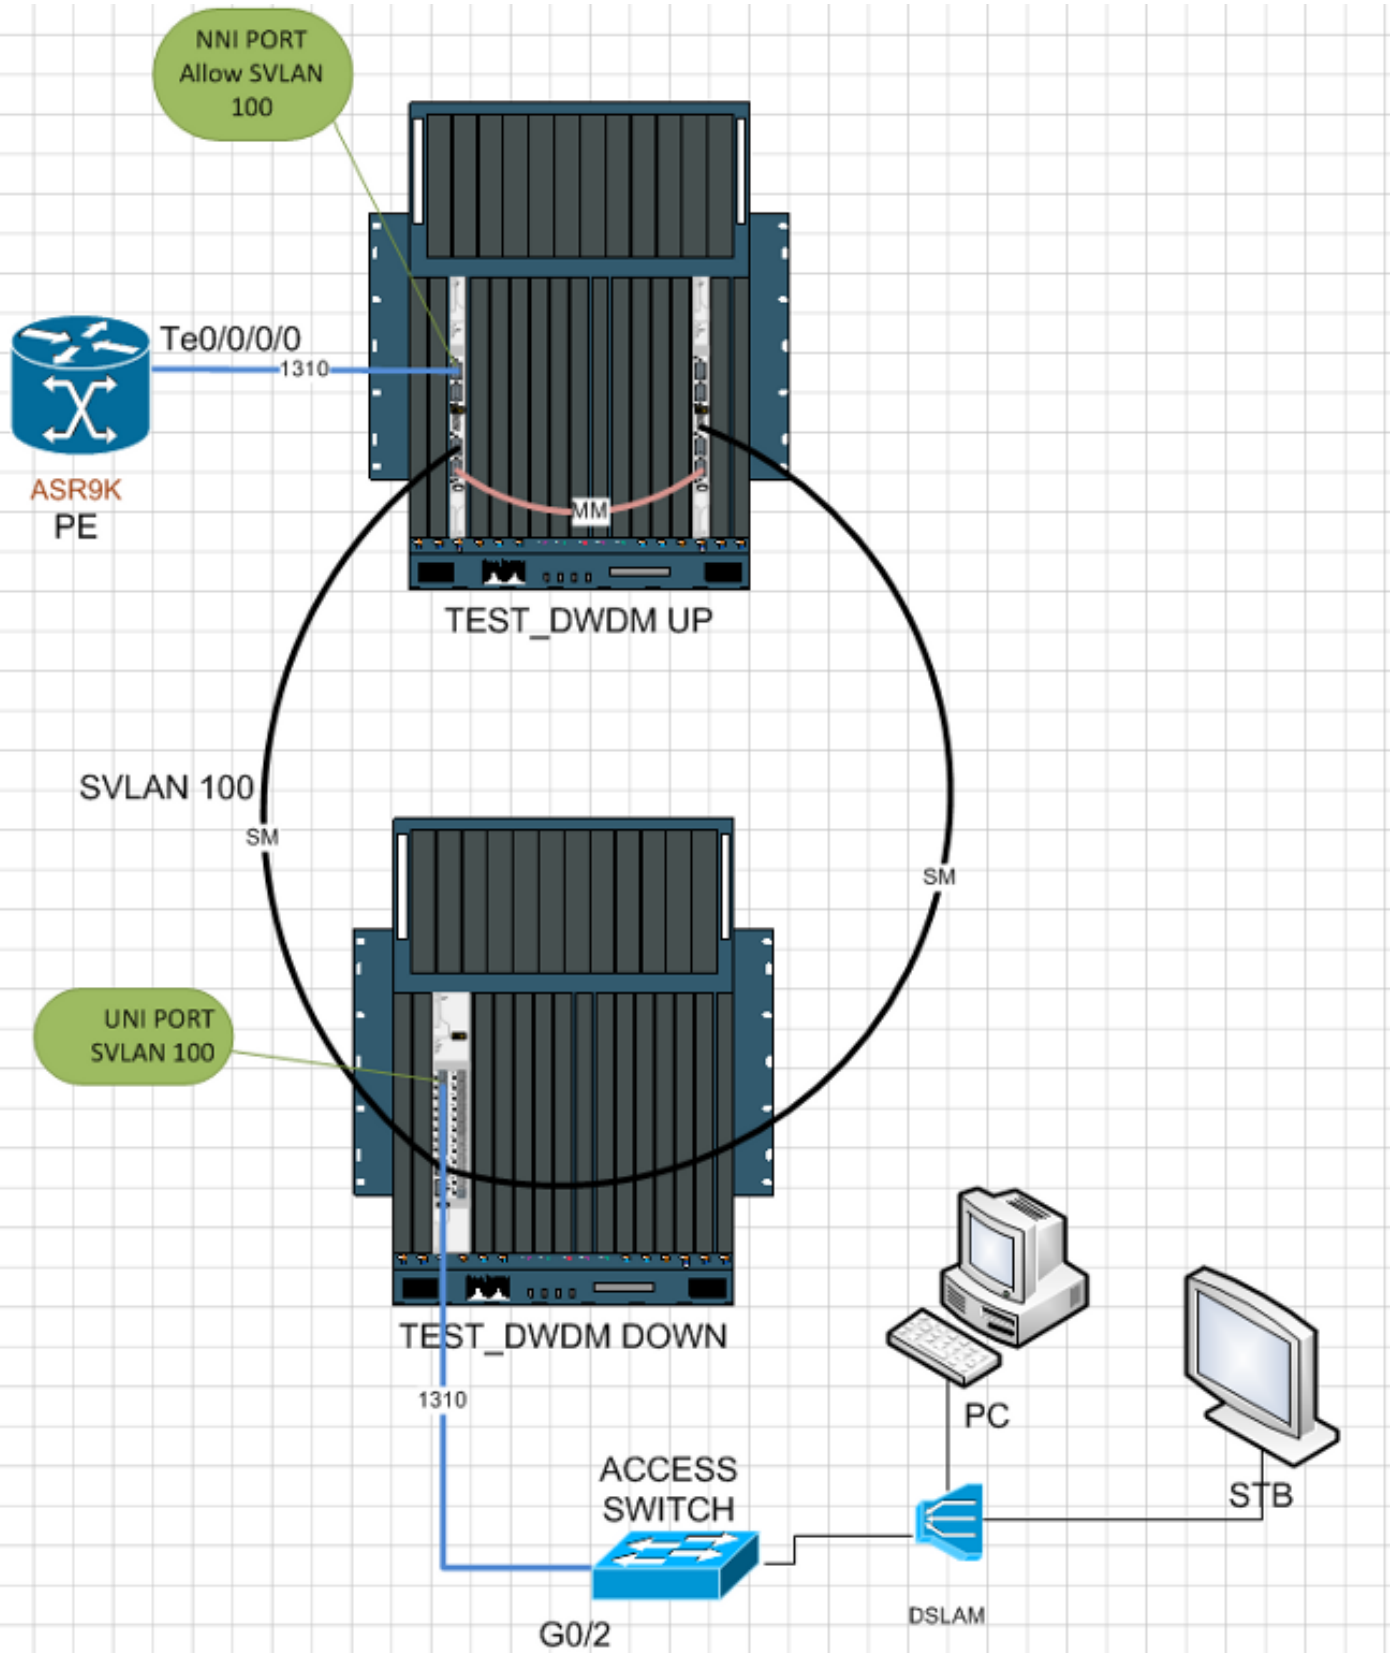 NNI PORT
Allow SVLAN
100
Te0/0/0/0
1310
ASR9K
PE
MM
TEST_DWDM UP
SVLAN 100
SM
SM
UNI PORT
SVLAN 100
TEST_DWDM DOWN
1310
PC
STB
ACCESS
SWITCH
DSLAM
G0/2